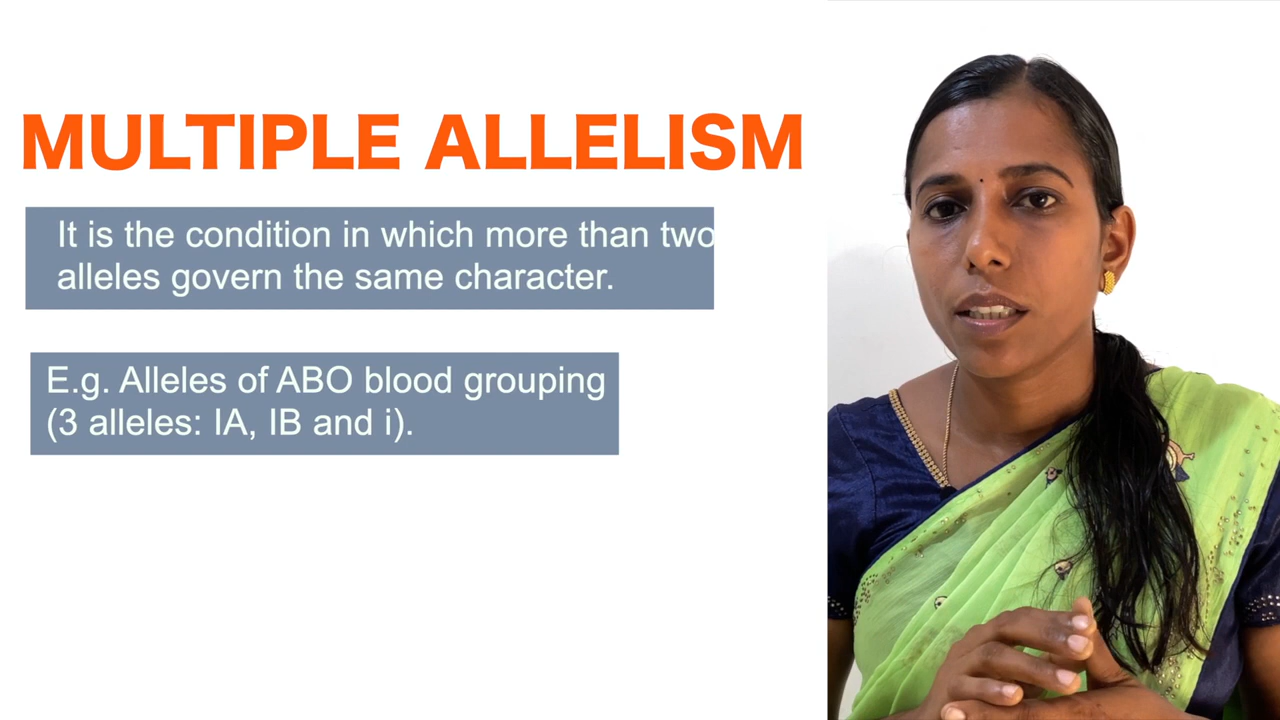 MULTIPLE ALLELISM
It is the condition in which more than two
alleles govern the same character.
E.g. Alleles of ABO blood grouping
(3 alleles: IA, IB and i).